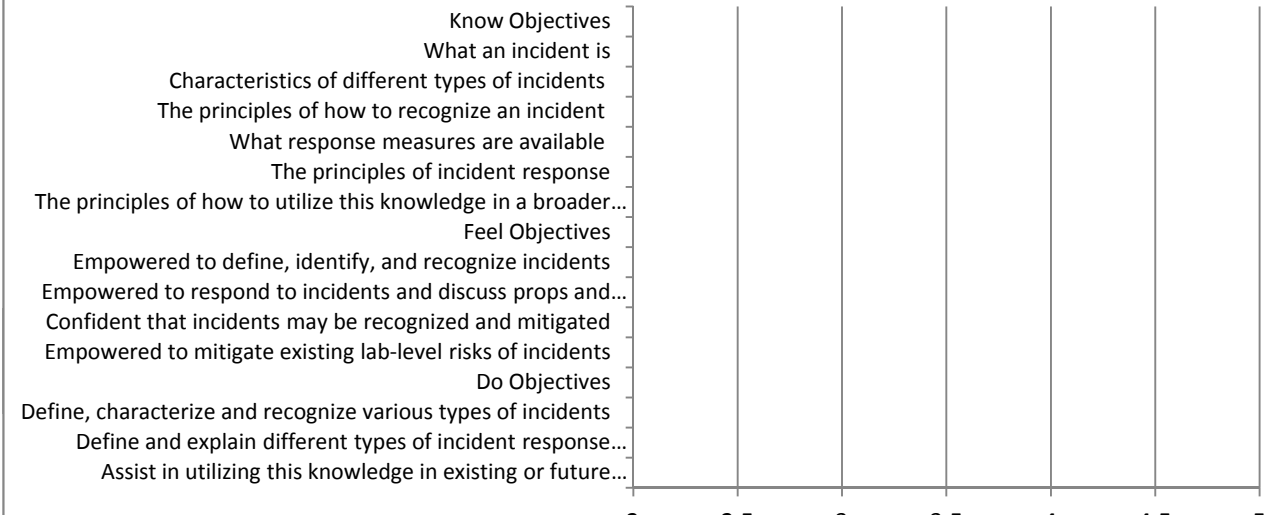 Know Objectives
What an incident is
Characteristics of different types of incidents
The principles of how to recognize an incident
What response measures are available
The principles of incident response
The principles of how to utilize this knowledge in a broader…
Feel Objectives
Empowered to define, identify, and recognize incidents
Empowered to respond to incidents and discuss props and…
Confident that incidents may be recognized and mitigated
Empowered to mitigate existing lab-level risks of incidents
Do Objectives
Define, characterize and recognize various types of incidents
Define and explain different types of incident response…
Assist in utilizing this knowledge in existing or future…